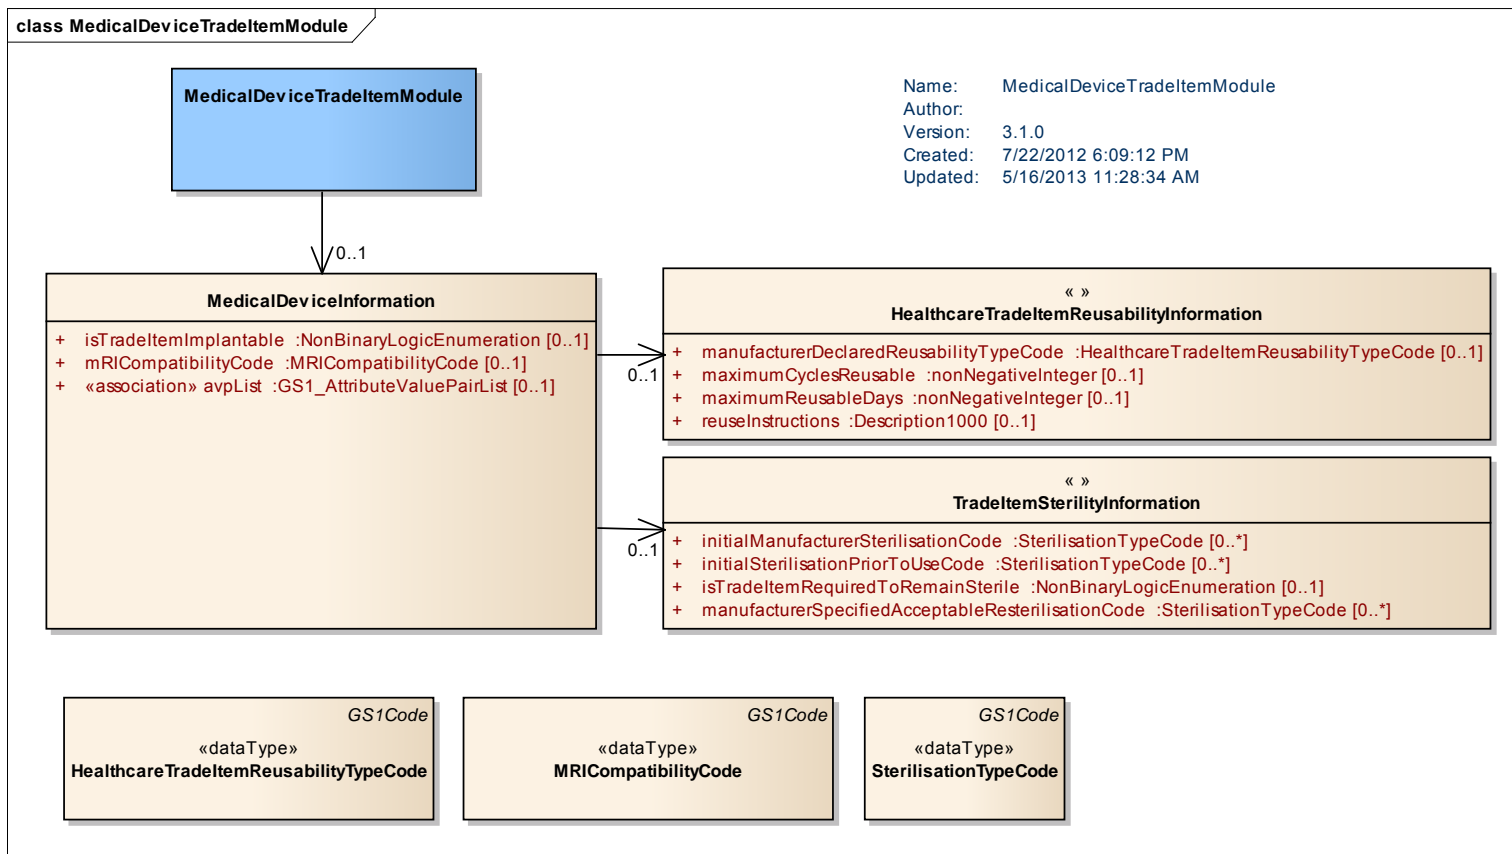 class MedicalDeviceTradeItemModule
MedicalDeviceTradeItemModule
Name: MedicalDeviceTradeItemModule
Author:
Version: 3.1.0
Created: 7/22/2012 6:09:12 PM
Updated: 5/16/2013 11:28:34 AM
0..1
MedicalDeviceInformation
+ isTradeItemImplantable :NonBinaryLogicEnumeration [0..1]
+ mRICompatibilityCode :MRICompatibilityCode [0..1]
+ «association» avpList :GS1_AttributeValuePairList [0..1]
0..1
« »
HealthcareTradeItemReusabilityInformation
+ manufacturerDeclaredReusabilityTypeCode :HealthcareTradeItemReusabilityTypeCode [0..1]
+ maximumCyclesReusable :nonNegativeInteger [0..1]
+ maximumReusableDays :nonNegativeInteger [0..1]
+ reuseInstructions :Description1000 [0..1]
0..1
« »
TradeItemSterilityInformation
+ initialManufacturerSterilisationCode :SterilisationTypeCode [0..*]
+ initialSterilisationPriorToUseCode :SterilisationTypeCode [0..*]
+ isTradeItemRequiredToRemainSterile :NonBinaryLogicEnumeration [0..1]
+ manufacturerSpecifiedAcceptableResterilisationCode :SterilisationTypeCode [0..*]
GS1Code
«dataType»
HealthcareTradeItemReusabilityTypeCode
GS1Code
«dataType»
MRICompatibilityCode
GS1Code
«dataType»
SterilisationTypeCode